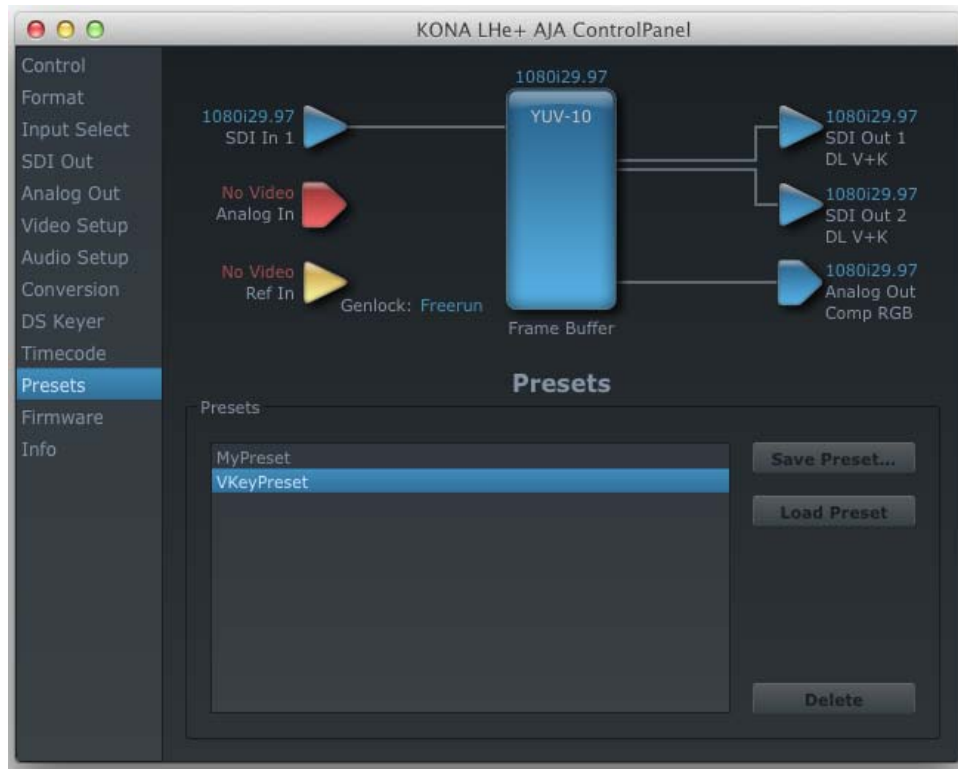 KONA LHe+ AJA ControlPanel
Control
Format
Input Select
SDI Out
Analog Out
Video Setup
Audio Setup
Conversion
DS Keyer
Timecode
Presets
Firmware
Info
1080i29.97
SDI In 1
No Video
Analog In
No Video
Ref In
Genlock: Freerun
1080i29.97
YUV-10
Frame Buffer
1080i29.97
SDI Out 1
DL V+K
1080i29.97
SDI Out 2
DL V+K
1080i29.97
Analog Out
Comp RGB
Presets
Presets
MyPreset
VKeyPreset
Save Preset...
Load Preset
Delete